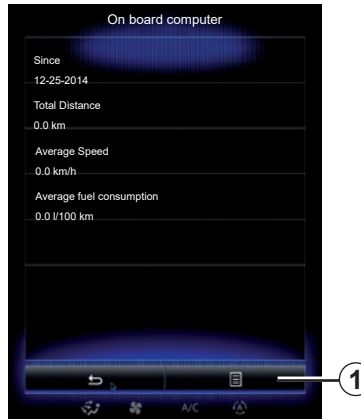 On board computer
Since
12-25-2014
Total Distance
0.0 km
Average Speed
0.0 km/h
Average fuel consumption
0.0 l/100 km
1
A/C